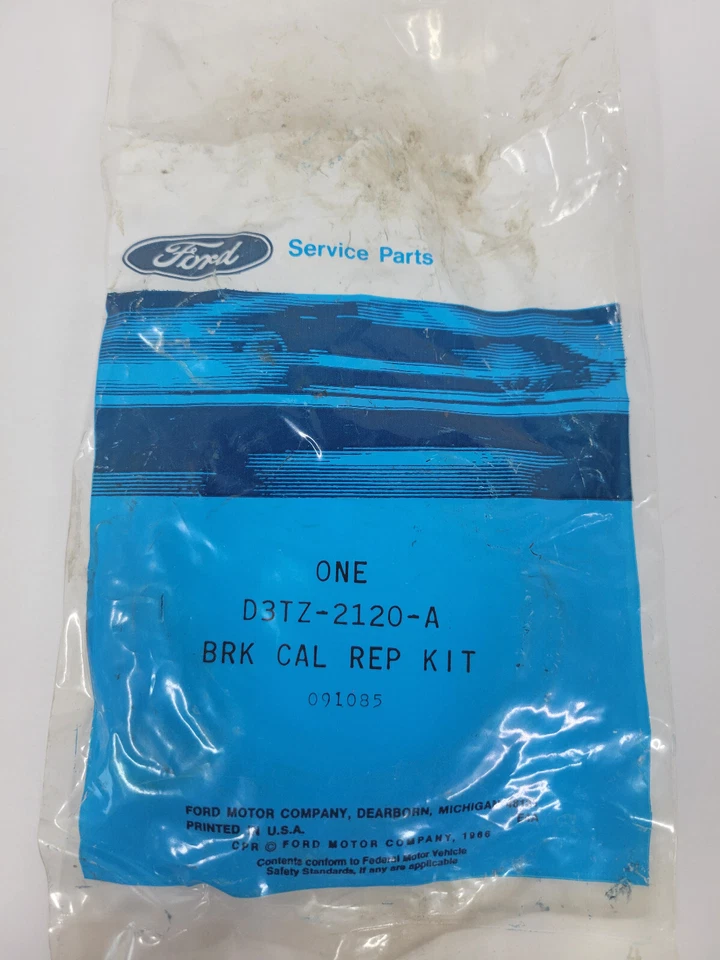 Ford Service Parts
ONE
D3TZ-2120-A
BRK CAL REP KIT
091085
FORD MOTOR COMPANY, DEARBORN, MICHIGAN
PRINTED IN U.S.A.
CPR © FORD MOTOR COMPANY, 1986
Contents conform to Federal Motor Vehicle
Safety Standards, if any are applicable